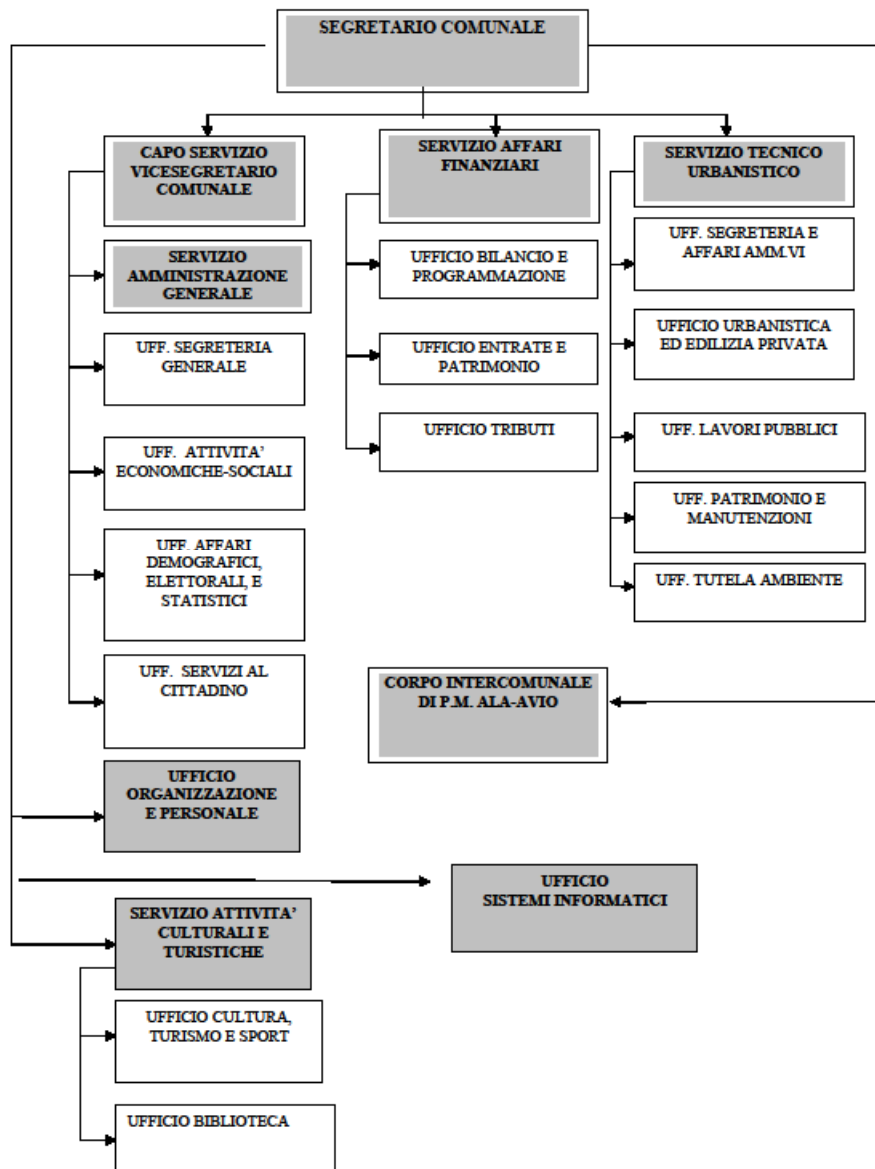 SEGRETARIO COMUNALE
CAPO SERVIZIO
VICESEGRETARIO
COMUNALE
SERVIZIO
AMMINISTRAZIONE
GENERALE
UFF. SEGRETERIA
GENERALE
UFF. ATTIVITA'
ECONOMICHE-SOCIALI
UFF. AFFARI
DEMOGRAFICI,
ELETTORALI, E
STATISTICI
UFF. SERVIZI AL
CITTADINO
SERVIZIO AFFARI
FINANZIARI
UFFICIO BILANCIO E
PROGRAMMAZIONE
UFFICIO ENTRATE E
PATRIMONIO
UFFICIO TRIBUTI
SERVIZIO TECNICO
URBANISTICO
UFF. SEGRETERIA E
AFFARI AMM.VI
UFFICIO URBANISTICA
ED EDILIZIA PRIVATA
UFF. LAVORI PUBBLICI
UFF. PATRIMONIO E
MANUTENZIONI
UFF. TUTELA AMBIENTE
CORPO INTERCOMUNALE
DI P.M. ALA-AVIO
UFFICIO
ORGANIZZAZIONE
E PERSONALE
UFFICIO
SISTEMI INFORMATICI
SERVIZIO ATTIVITA'
CULTURALI E
TURISTICHE
UFFICIO CULTURA,
TURISMO E SPORT
UFFICIO BIBLIOTECA